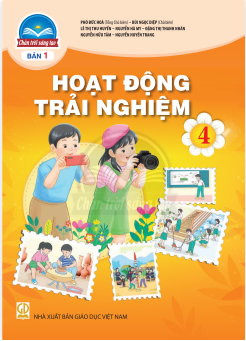 PHÓ ĐỨC HOÀ (Tổng Chủ biên) – BÙI NGỌC DIỆP (Chủ biên)
LÊ THỊ THU HUYỀN – NGUYỄN HÀ MY – ĐẶNG THỊ THANH NHÀN
NGUYỄN HỮU TÂM – NGUYỄN HUYỀN TRANG
Chân trời sáng tạo
BẢN 1
HOẠT ĐỘNG
TRẢI NGHIỆM
4
NHÀ XUẤT BẢN GIÁO DỤC VIỆT NAM